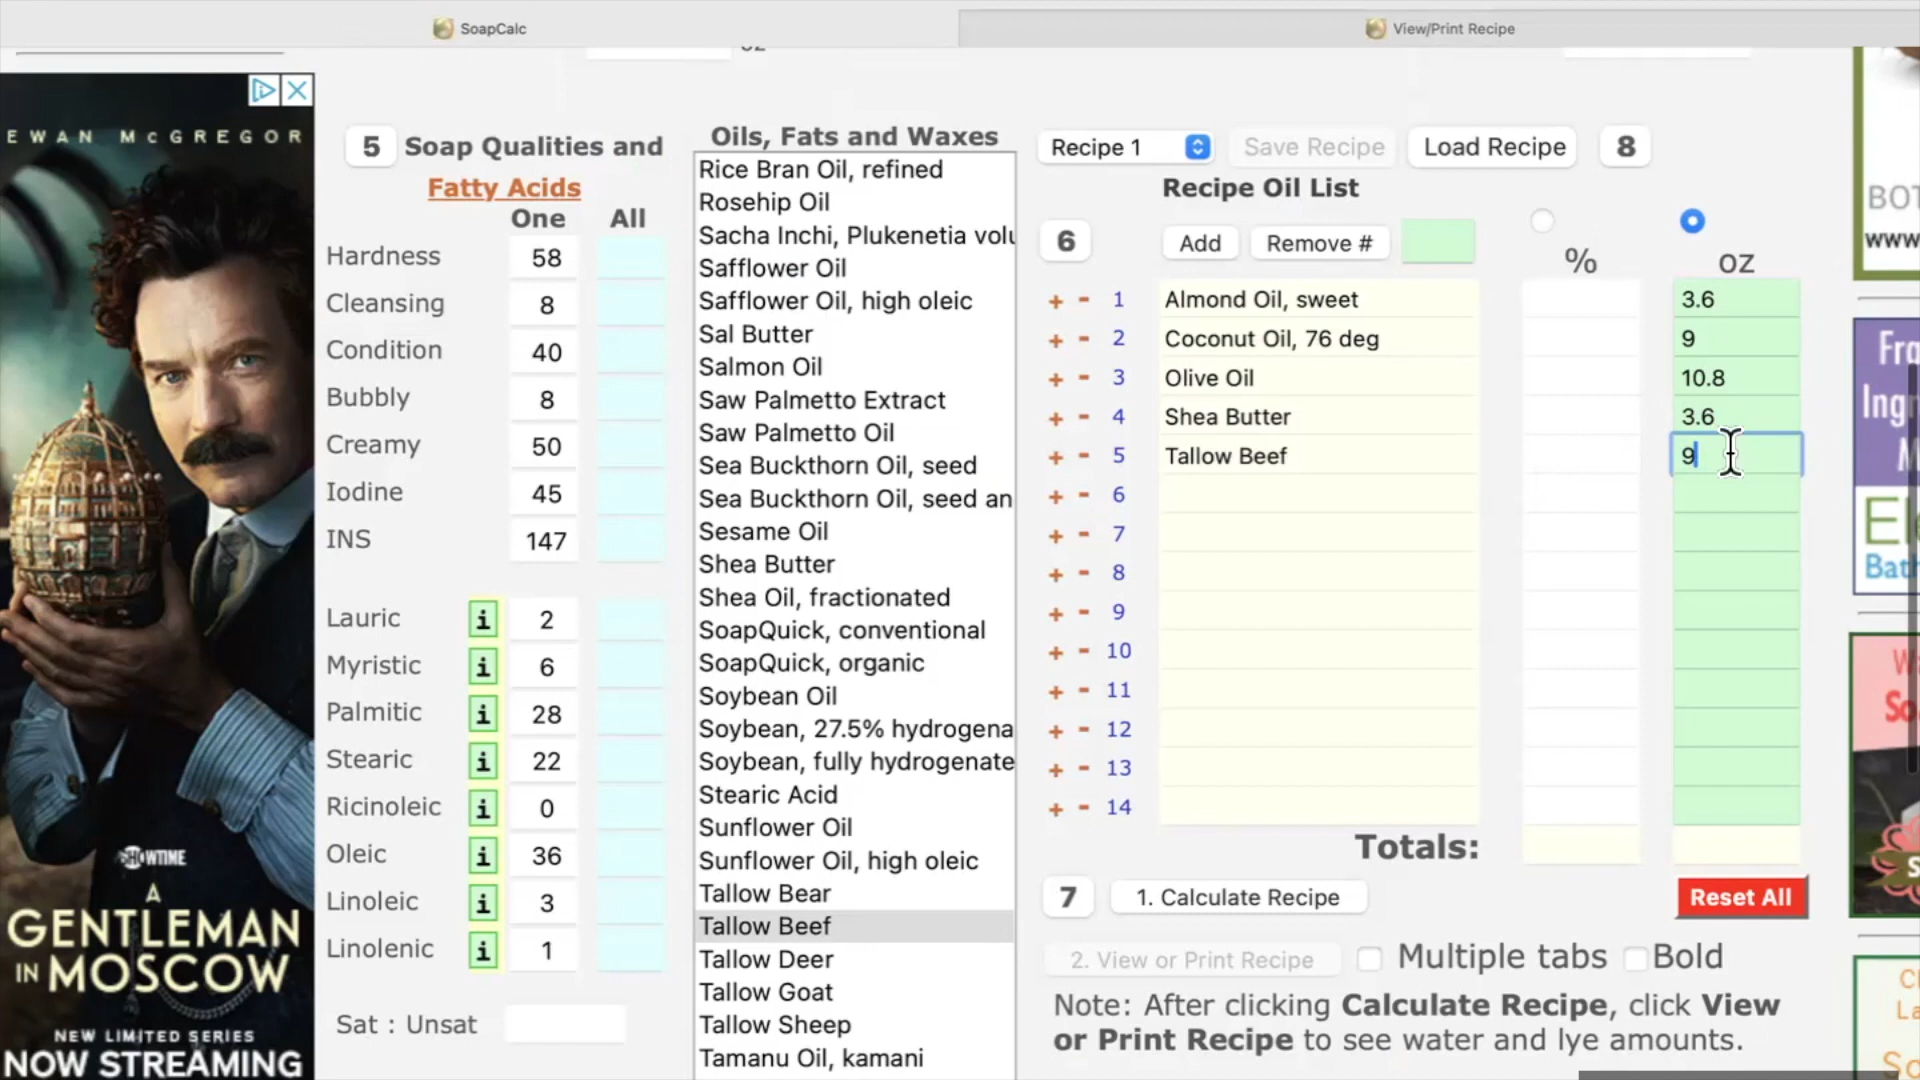 SoapCalc
View/Print Recipe
EWAN McGREGOR
5 Soap Qualities and
Fatty Acids
One All
Hardness 58
Cleansing 8
Condition 40
Bubbly 8
Creamy 50
Iodine 45
INS 147
Lauric i 2
Myristic i 6
Palmitic i 28
Stearic i 22
Ricinoleic i 0
Oleic i 36
Linoleic i 3
Linolenic i 1
Sat : Unsat
SHOWTIME
A
GENTLEMAN
IN MOSCOW
NEW LIMITED SERIES
NOW STREAMING
Oils, Fats and Waxes
Rice Bran Oil, refined
Rosehip Oil
Sacha Inchi, Plukenetia volu
Safflower Oil
Safflower Oil, high oleic
Sal Butter
Salmon Oil
Saw Palmetto Extract
Saw Palmetto Oil
Sea Buckthorn Oil, seed
Sea Buckthorn Oil, seed an
Sesame Oil
Shea Butter
Shea Oil, fractionated
SoapQuick, conventional
SoapQuick, organic
Soybean Oil
Soybean, 27.5% hydrogena
Soybean, fully hydrogenate
Stearic Acid
Sunflower Oil
Sunflower Oil, high oleic
Tallow Bear
Tallow Beef
Tallow Deer
Tallow Goat
Tallow Sheep
Tamanu Oil, kamani
Recipe 1 Save Recipe Load Recipe 8
Recipe Oil List
6 Add Remove #
% oz
+ - 1 Almond Oil, sweet 3.6
+ - 2 Coconut Oil, 76 deg 9
+ - 3 Olive Oil 10.8
+ - 4 Shea Butter 3.6
+ - 5 Tallow Beef 9
+ - 6
+ - 7
+ - 8
+ - 9
+ - 10
+ - 11
+ - 12
+ - 13
+ - 14
Totals:
7 1. Calculate Recipe Reset All
2. View or Print Recipe Multiple tabs Bold
Note: After clicking Calculate Recipe, click View
or Print Recipe to see water and lye amounts.
BOT
www
Fra
Ingr
Bath